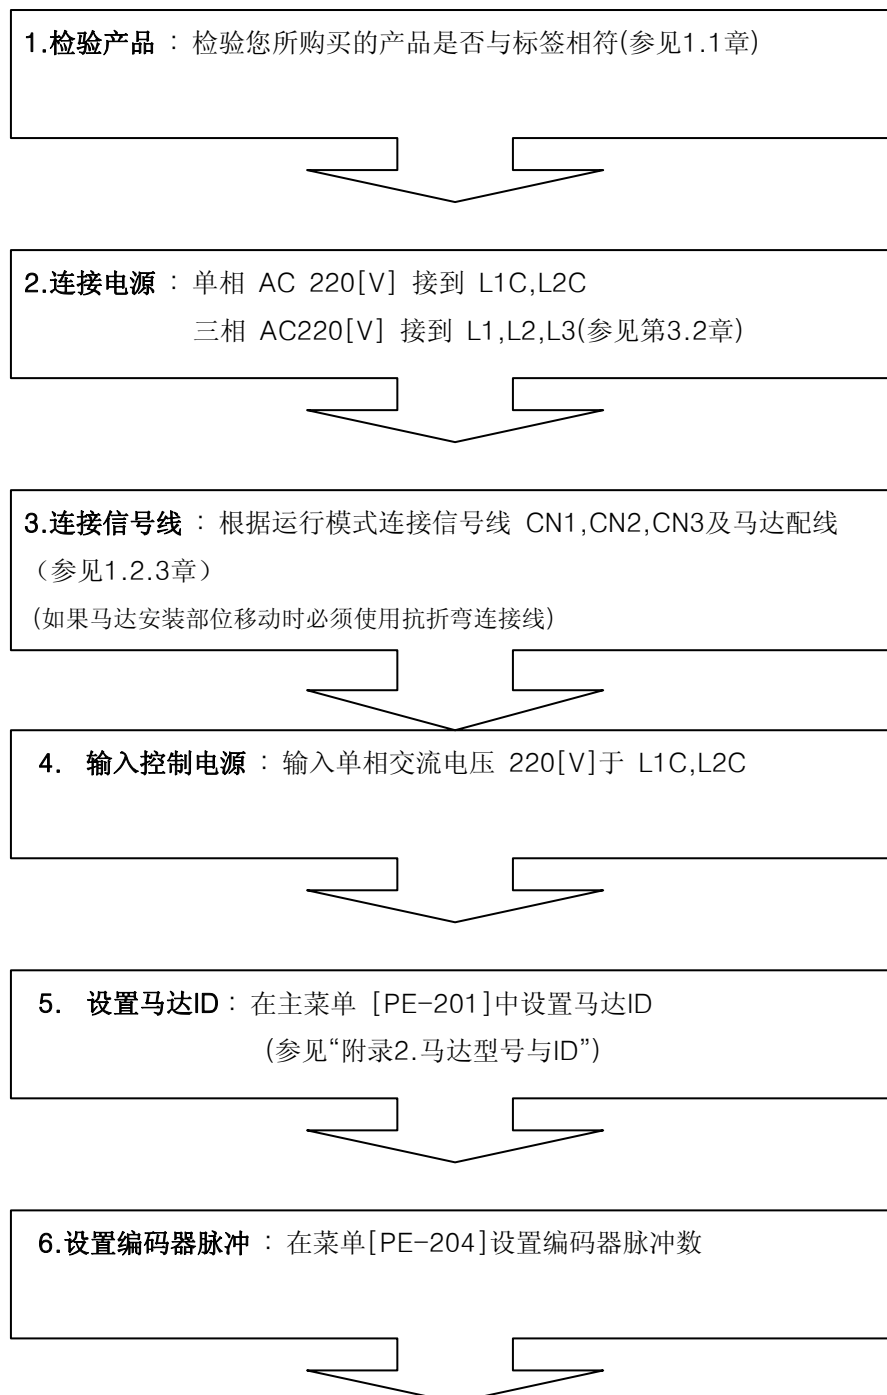 1.检验产品 : 检验您所购买的产品是否与标签相符(参见1.1章)
2.连接电源 : 单相 AC 220[V] 接到 L1C,L2C
三相 AC220[V] 接到 L1,L2,L3(参见第3.2章)
3.连接信号线 : 根据运行模式连接信号线 CN1,CN2,CN3及马达配线
（参见1.2.3章）
(如果马达安装部位移动时必须使用抗折弯连接线)
4. 输入控制电源 : 输入单相交流电压 220[V]于 L1C,L2C
5. 设置马达ID : 在主菜单 [PE-201]中设置马达ID
(参见“附录2.马达型号与ID”)
6.设置编码器脉冲 : 在菜单[PE-204]设置编码器脉冲数